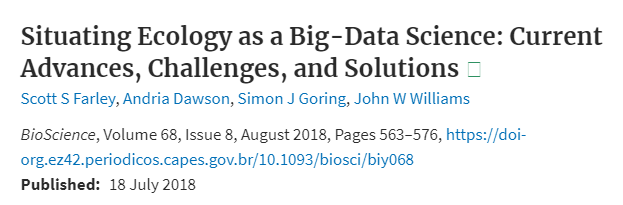 Situating Ecology as a Big-Data Science: Current
Advances, Challenges, and Solutions
Scott S Farley, Andria Dawson, Simon J Goring, John W Williams
BioScience, Volume 68, Issue 8, August 2018, Pages 563–576, https://doi-
org.ez42.periodicos.capes.gov.br/10.1093/biosci/biy068
Published: 18 July 2018